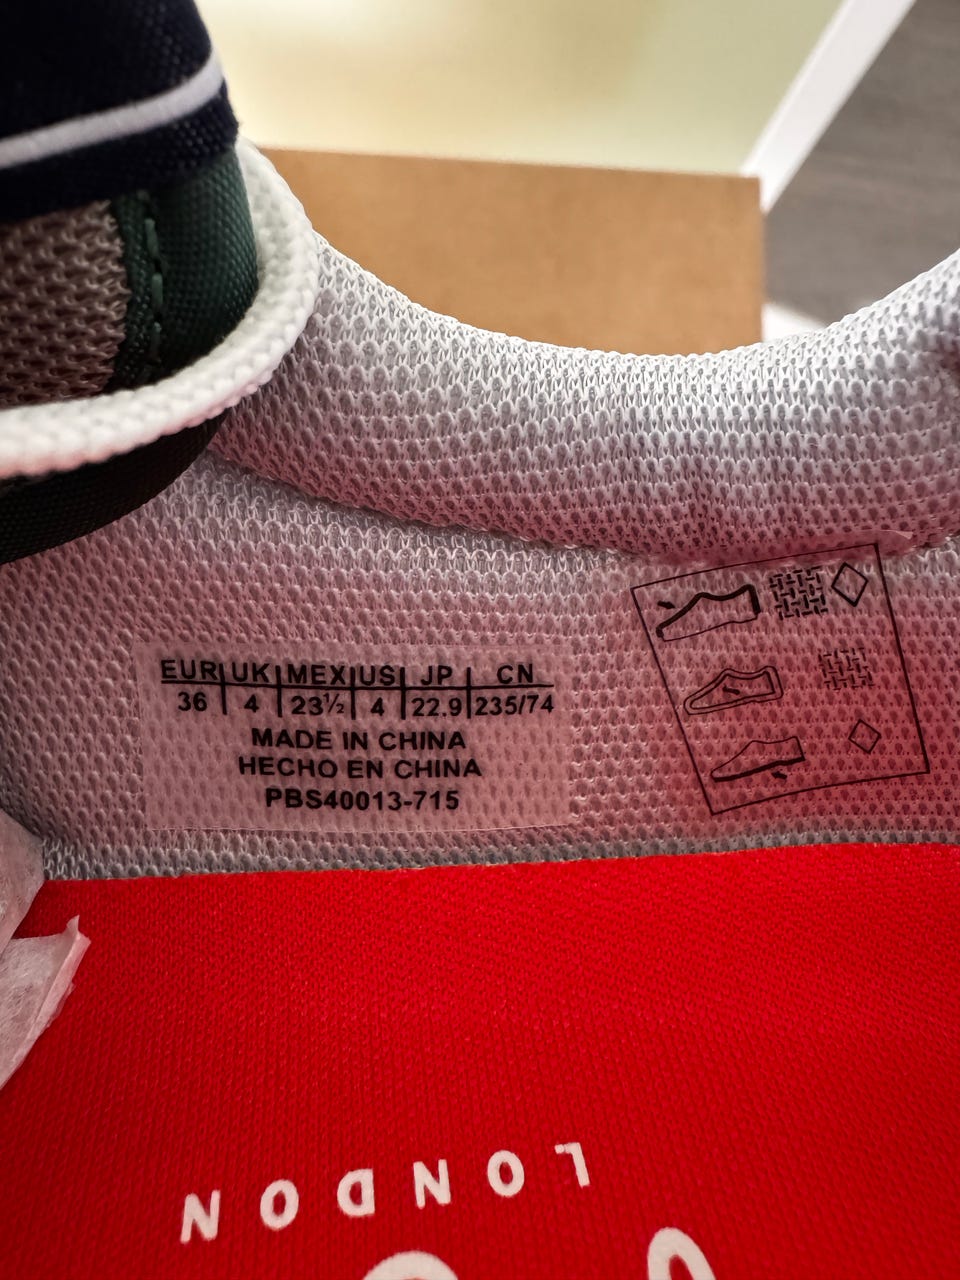 EUR|UK|MEX|US|JP|CN
36|4|23½|4|22.9|235/74
MADE IN CHINA
HECHO EN CHINA
PBS40013-715
LONDON